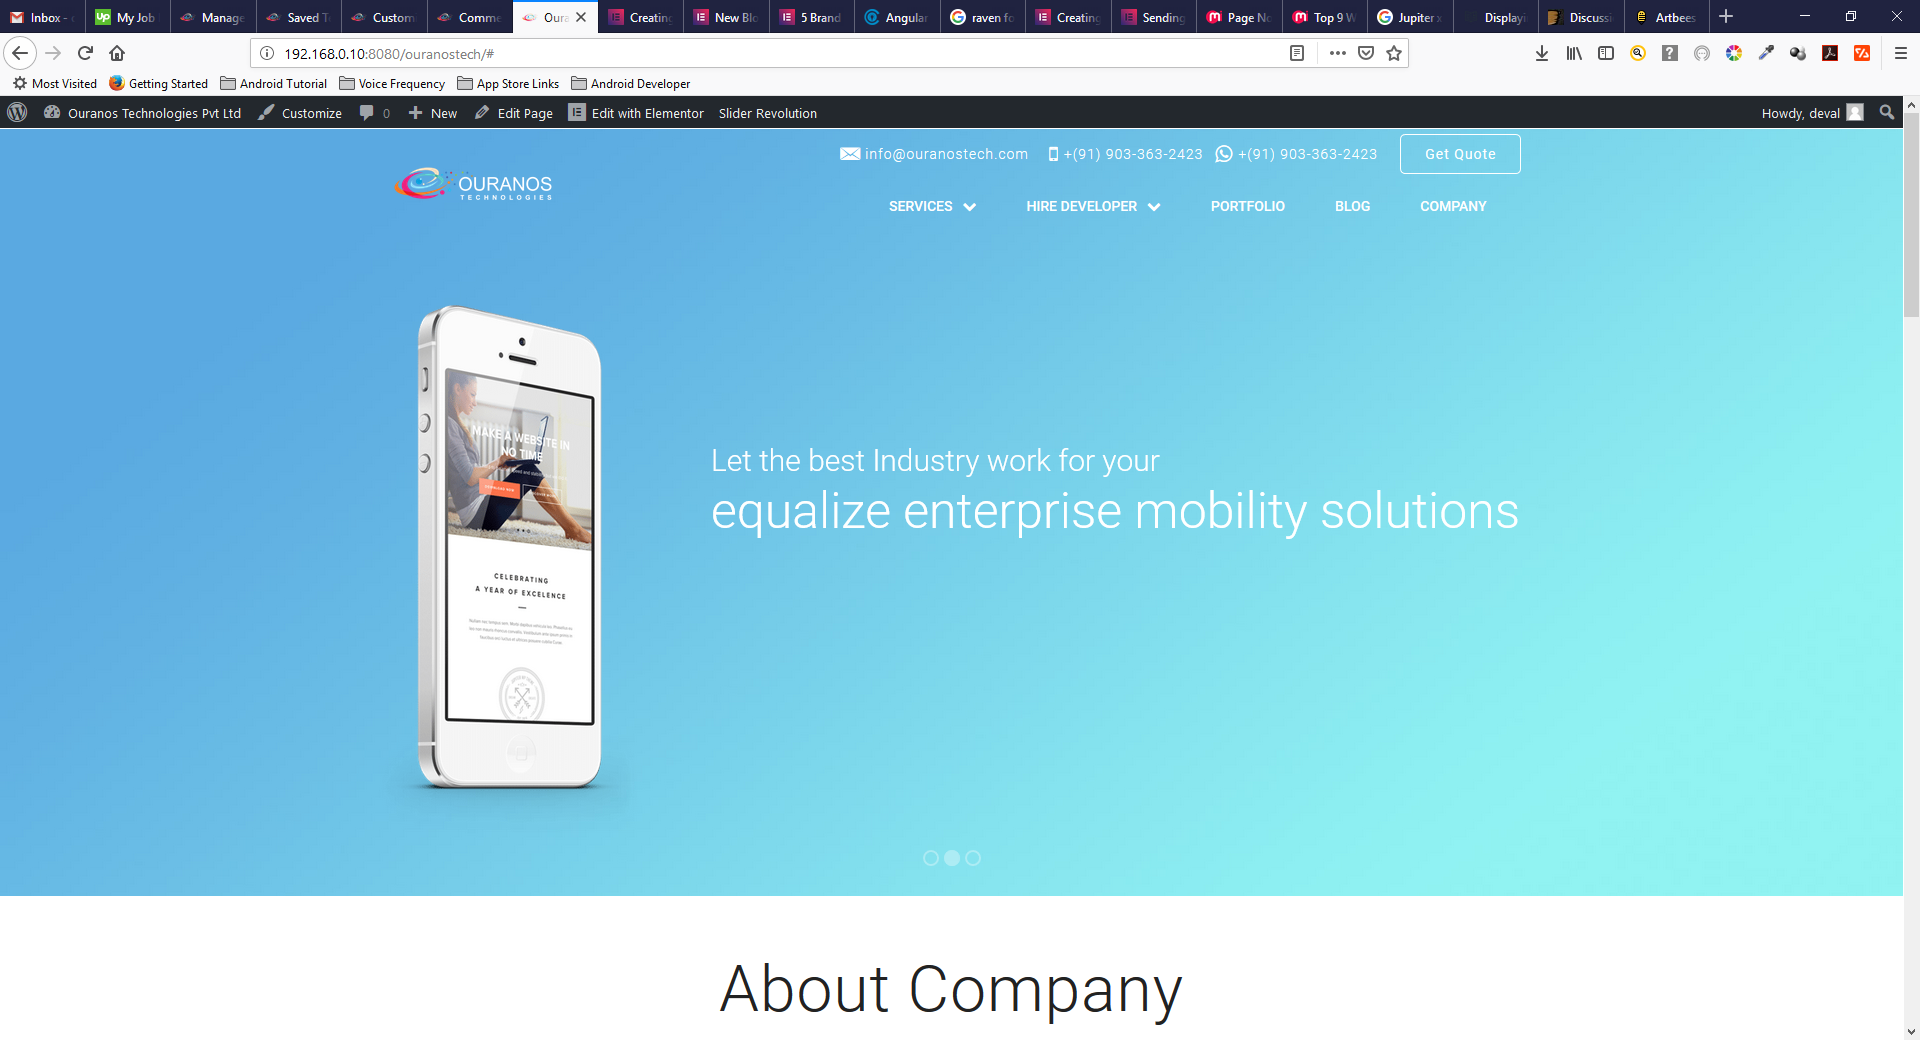 Inbox -
My Job
Manage
Saved T
Custom
Comme
Oura
Creating
New Blo
5 Brand
Angular
raven fo
Creating
Sending
Page No
Top 9 W
Jupiter x
Displayi
Discussi
Artbees
192.168.0.10:8080/ouranostech/#
Most Visited
Getting Started
Android Tutorial
Voice Frequency
App Store Links
Android Developer
Ouranos Technologies Pvt Ltd
Customize
0
New
Edit Page
Edit with Elementor
Slider Revolution
Howdy, deval
info@ouranostech.com
+(91) 903-363-2423
+(91) 903-363-2423
Get Quote
OURANOS
TECHNOLOGIES
SERVICES
HIRE DEVELOPER
PORTFOLIO
BLOG
COMPANY
MAKE A WEBSITE IN
NO TIME
CELEBRATING
A YEAR OF EXCELENCE
Let the best Industry work for your
equalize enterprise mobility solutions
About Company